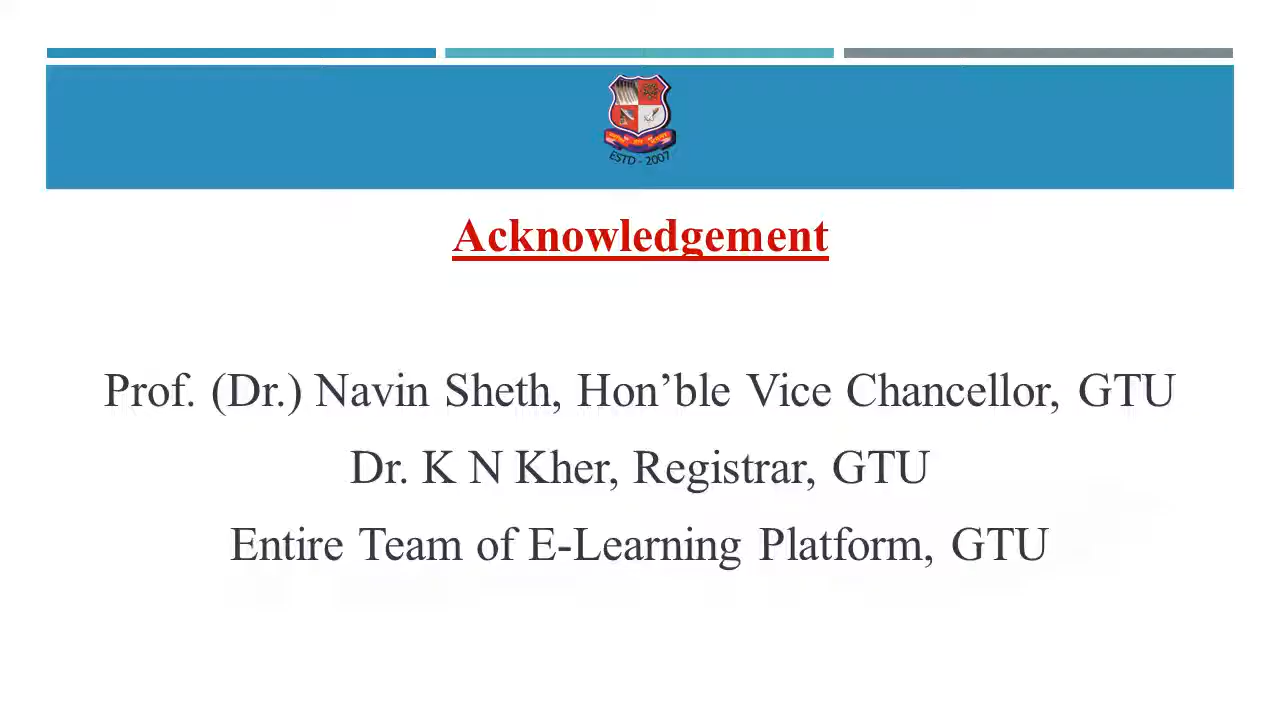 ESTD - 2007
Acknowledgement
Prof. (Dr.) Navin Sheth, Hon’ble Vice Chancellor, GTU
Dr. K N Kher, Registrar, GTU
Entire Team of E-Learning Platform, GTU